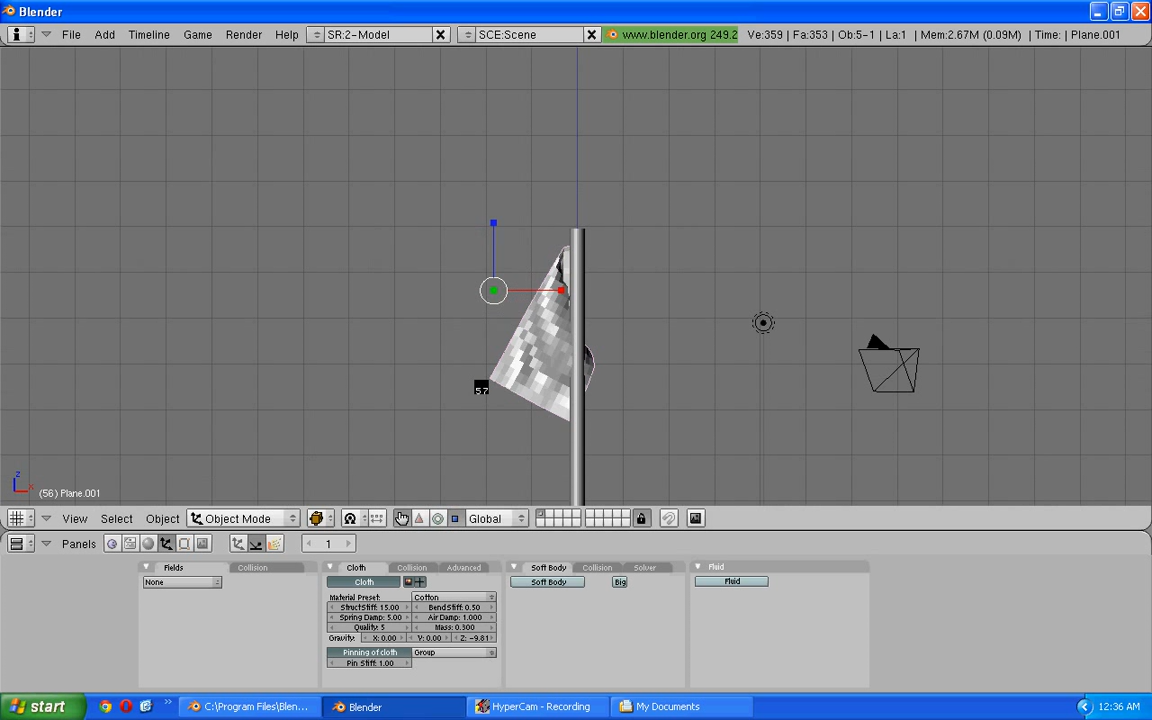 Blender
File Add Timeline Game Render Help SR:2-Model SCE:Scene www.blender.org 249.2 Ve:359 | Fa:353 | Ob:5-1 | La:1 | Mem:2.67M (0.09M) | Time: | Plane.001
57
z
x
(56) Plane.001
View Select Object Object Mode Global
Panels 1
Fields Collision Cloth Collision Advanced Soft Body Collision Solver Fluid
None Cloth Soft Body Big Fluid
Material Preset: Cotton
StructStiff: 15.00 BendStiff: 0.50
Spring Damp: 5.00 Air Damp: 1.000
Quality: 5 Mass: 0.300
Gravity: X: 0.00 Y: 0.00 Z: -9.81
Pinning of cloth Group
Pin Stiff: 1.00
start C:\Program Files\Blen... Blender HyperCam - Recording My Documents 12:36 AM